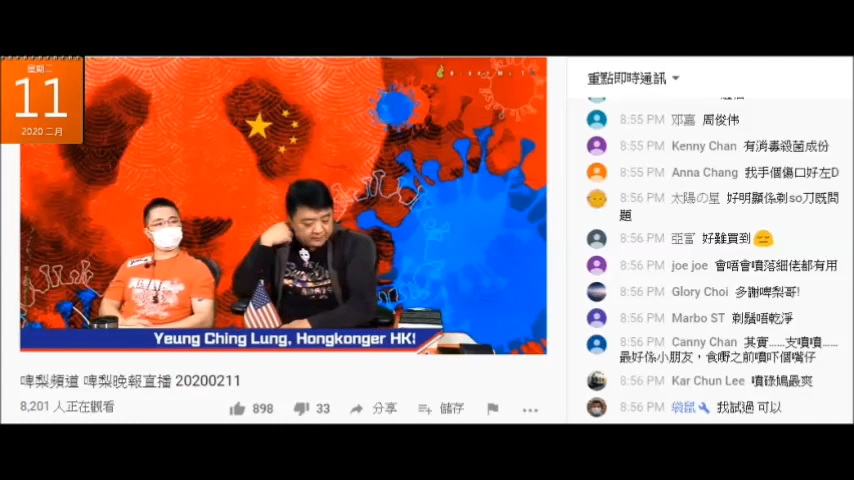 星期二
11
2020 二月
Yeung Ching Lung, Hongkonger HK!
啤梨頻道 啤梨晚報直播 20200211
8,201 人正在觀看
898
33
分享
儲存
重點即時通訊
8:55 PM 邓嘉 周俊伟
8:55 PM Kenny Chan 有消毒殺菌成份
8:55 PM Anna Chang 我手個傷口好左D
8:56 PM 太陽の星 好明顯係剃so刀既問
題
8:56 PM 亞富 好難買到
8:56 PM joe joe 會唔會噴落細佬都有用
8:56 PM Glory Choi 多謝啤梨哥!
8:56 PM Marbo ST 剃鬚唔乾淨
8:56 PM Canny Chan 其實……支噴噴……
最好係小朋友，食嘢之前噴吓個嘴仔
8:56 PM Kar Chun Lee 噴碌鳩最爽
8:56 PM 袋鼠 我試過 可以